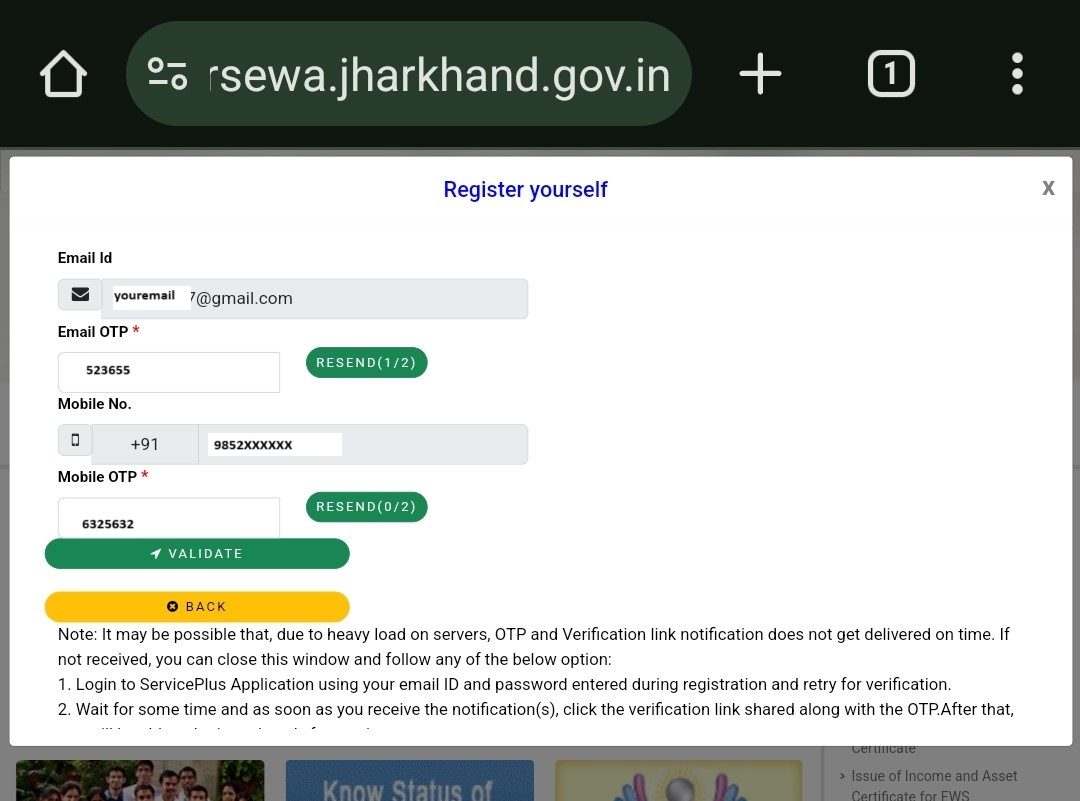 rsewa.jharkhand.gov.in
1
Register yourself
X
Email Id
youremail 7@gmail.com
Email OTP *
523655
RESEND(1/2)
Mobile No.
+91
9852XXXXXX
Mobile OTP *
6325632
RESEND(0/2)
VALIDATE
BACK
Note: It may be possible that, due to heavy load on servers, OTP and Verification link notification does not get delivered on time. If
not received, you can close this window and follow any of the below option:
1. Login to ServicePlus Application using your email ID and password entered during registration and retry for verification.
2. Wait for some time and as soon as you receive the notification(s), click the verification link shared along with the OTP.After that,
Certificate
Know Status of
› Issue of Income and Asset
Certificate for EWS